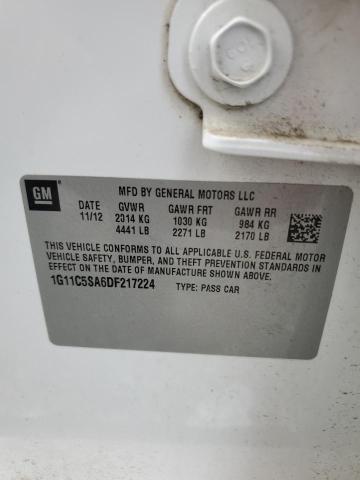 GM
MFD BY GENERAL MOTORS LLC
DATE GVWR GAWR FRT GAWR RR
11/12 2014 KG 1030 KG 984 KG
4441 LB 2271 LB 2170 LB
THIS VEHICLE CONFORMS TO ALL APPLICABLE U.S. FEDERAL MOTOR
VEHICLE SAFETY, BUMPER, AND THEFT PREVENTION STANDARDS
IN EFFECT ON THE DATE OF MANUFACTURE SHOWN ABOVE.
1G11C5SA6DF217224 TYPE: PASS CAR